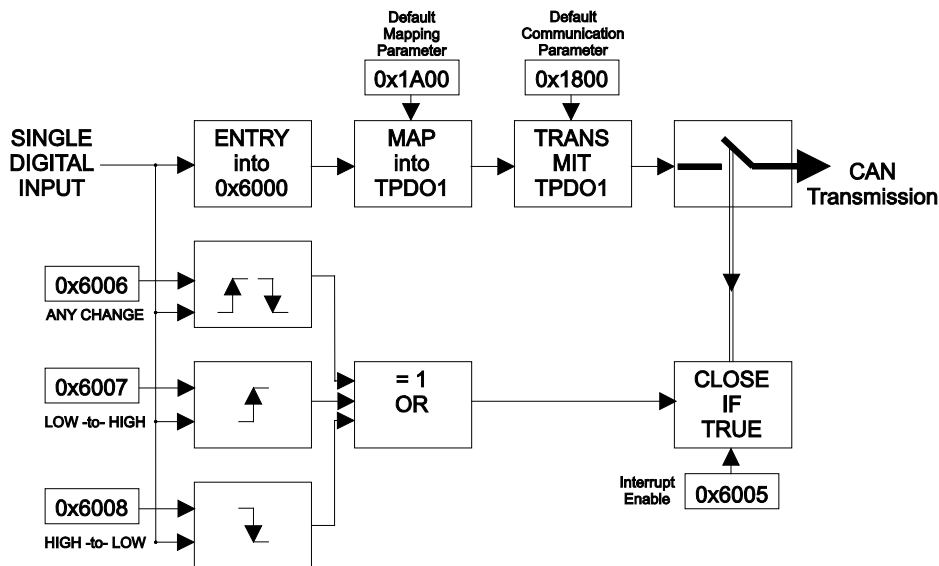 Default
Mapping
Parameter
0x1A00
Default
Communication
Parameter
0x1800
SINGLE
DIGITAL
INPUT
ENTRY
into
0x6000
MAP
into
TPDO1
TRANS
MIT
TPDO1
CAN
Transmission
0x6006
ANY CHANGE
0x6007
LOW -to- HIGH
0x6008
HIGH -to- LOW
= 1
OR
CLOSE
IF
TRUE
Interrupt
Enable
0x6005